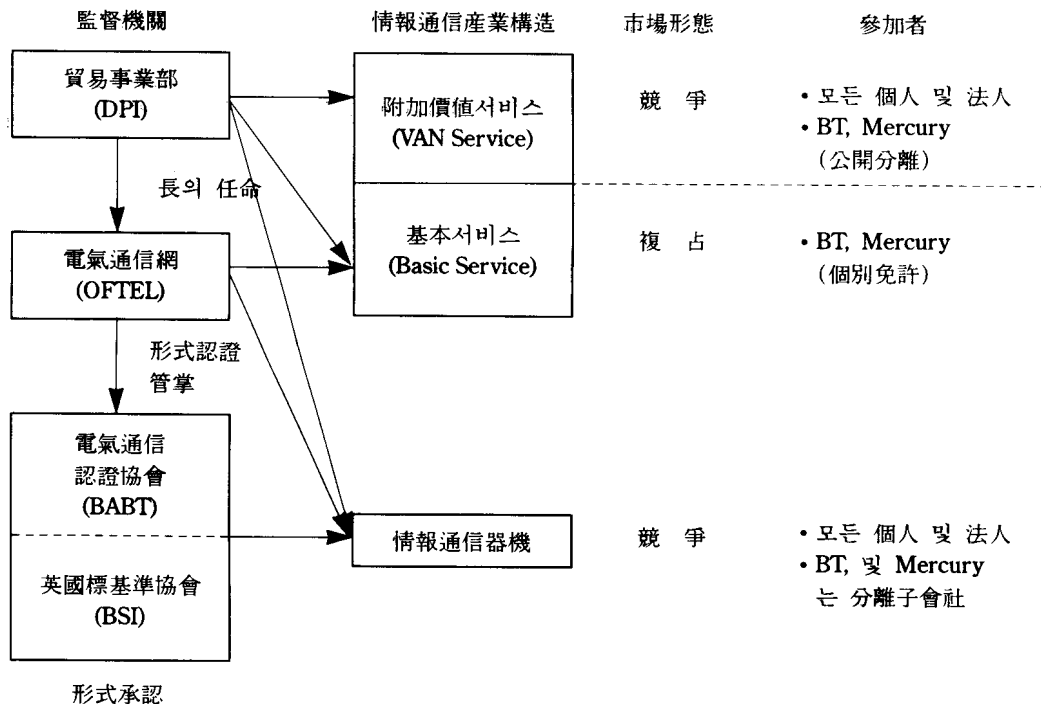 監督機關
情報通信産業構造
市場形態
參加者
貿易事業部
(DPI)
附加價値서비스
(VAN Service)
競 爭
• 모든 個人 및 法人
• BT, Mercury
(公開分離)
長의 任命
電氣通信網
(OFTEL)
基本서비스
(Basic Service)
複 占
• BT, Mercury
(個別免許)
形式認證
管掌
電氣通信
認證協會
(BABT)
英國標基準協會
(BSI)
情報通信器機
競 爭
• 모든 個人 및 法人
• BT, 및 Mercury
는 分離子會社
形式承認